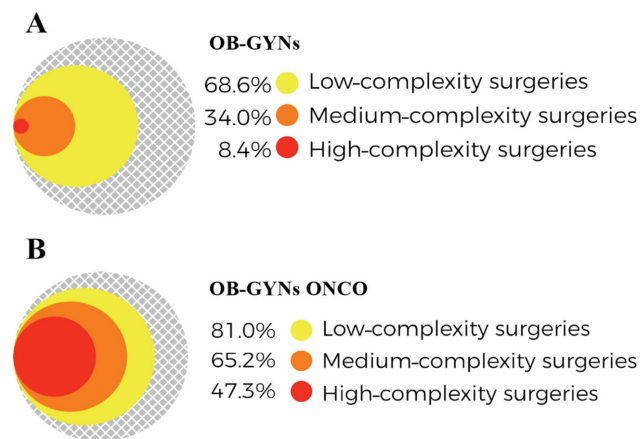 A
OB-GYNs
68.6% Low-complexity surgeries
34.0% Medium-complexity surgeries
8.4% High-complexity surgeries
B
OB-GYNs ONCO
81.0% Low-complexity surgeries
65.2% Medium-complexity surgeries
47.3% High-complexity surgeries